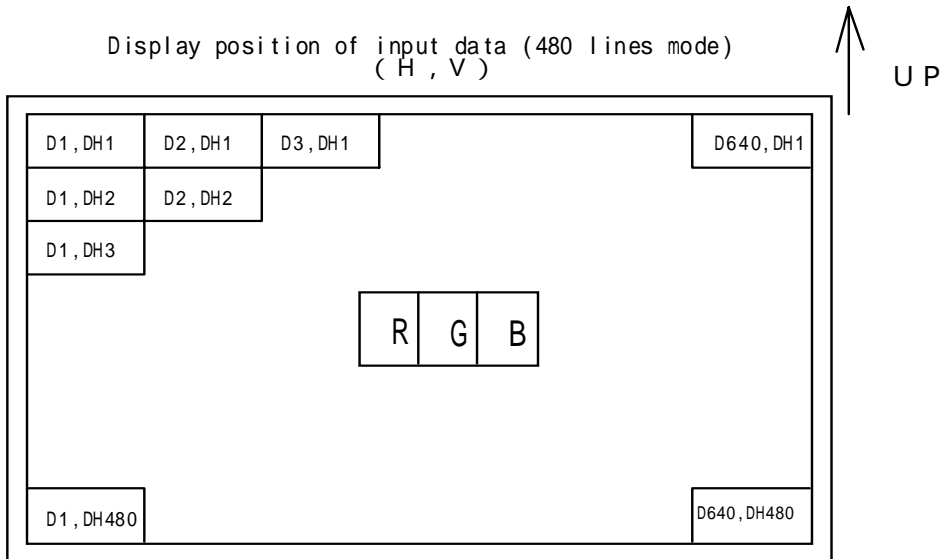 Display position of input data (480 lines mode)
( H , V )
UP
D1,DH1 D2,DH1 D3,DH1 D640,DH1
D1,DH2 D2,DH2
D1,DH3
R G B
D1,DH480 D640,DH480